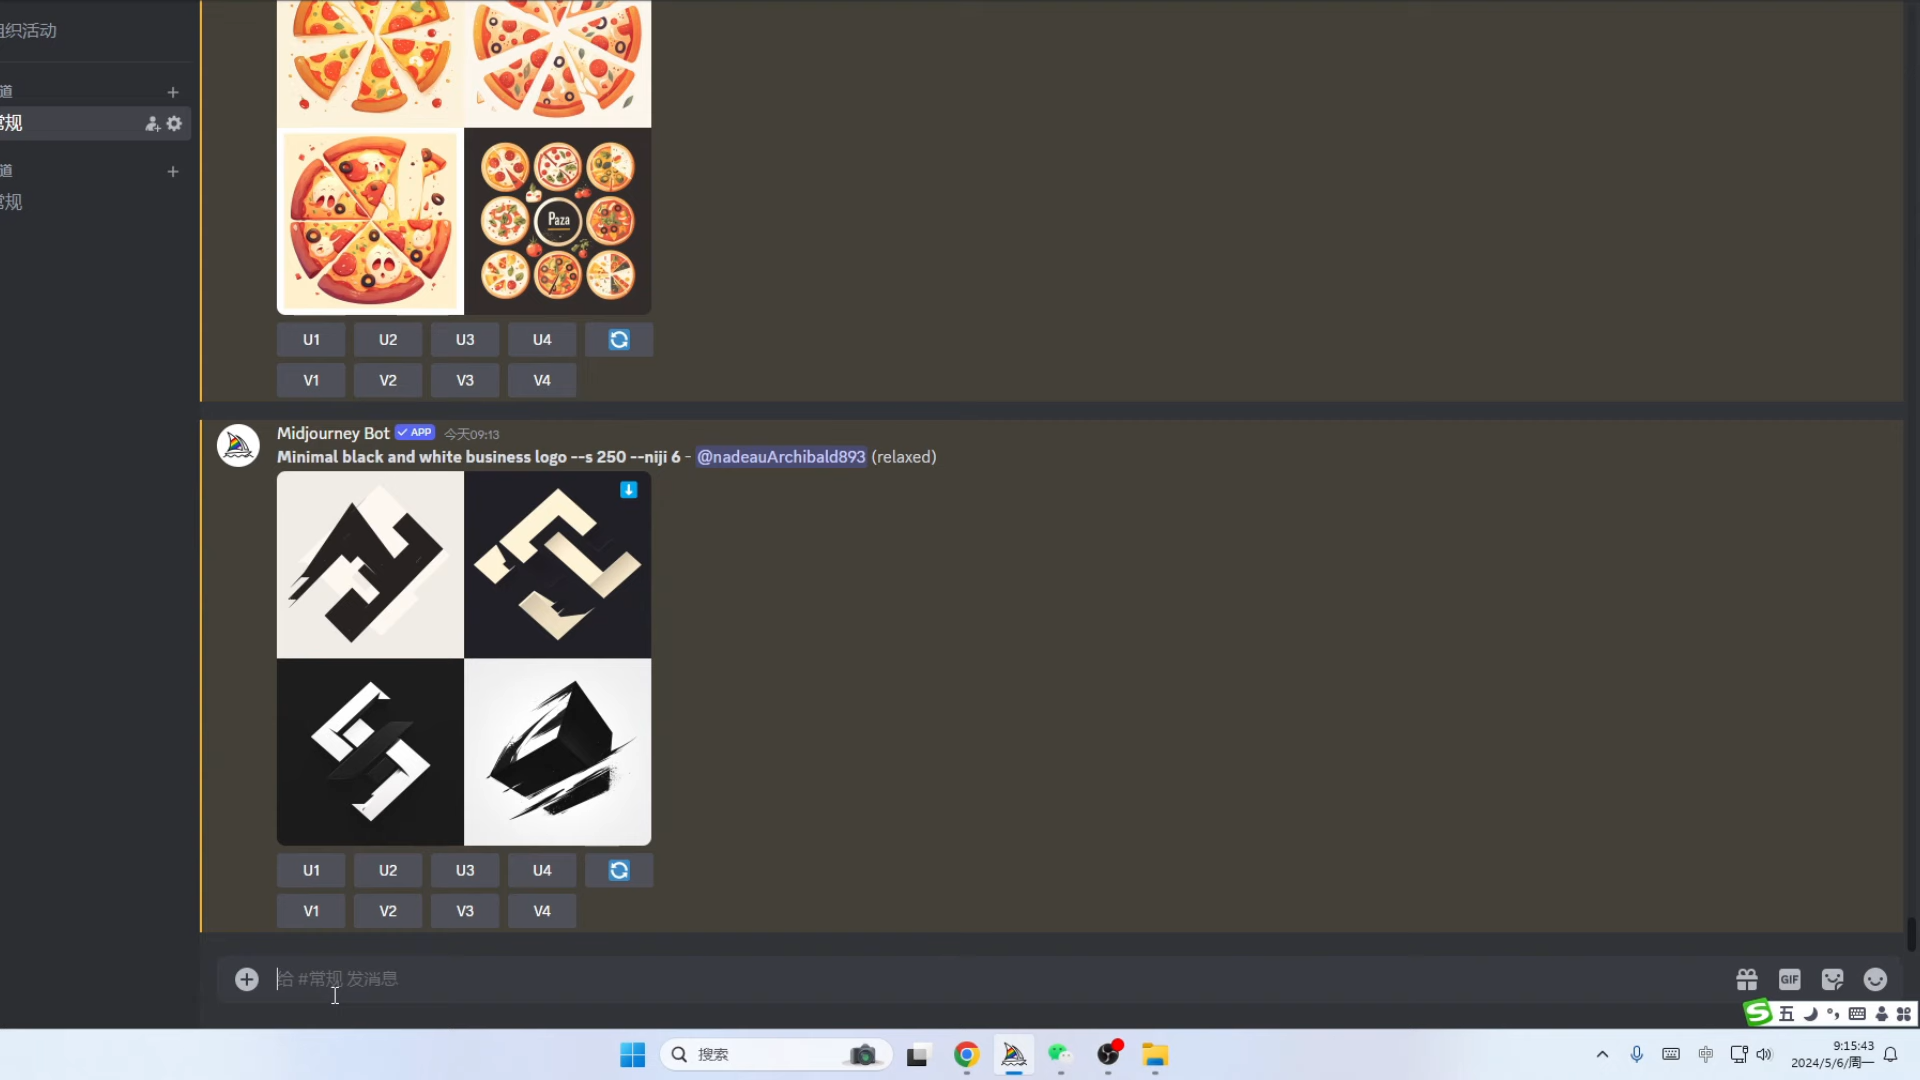 组织活动
道
常规
道
常规
Paza
U1 U2 U3 U4
V1 V2 V3 V4
Midjourney Bot APP 今天09:13
Minimal black and white business logo --s 250 --niji 6 - @nadeauArchibald893 (relaxed)
U1 U2 U3 U4
V1 V2 V3 V4
给 #常规 发消息
GIF
S 五
搜索
中
9:15:43
2024/5/6/周一